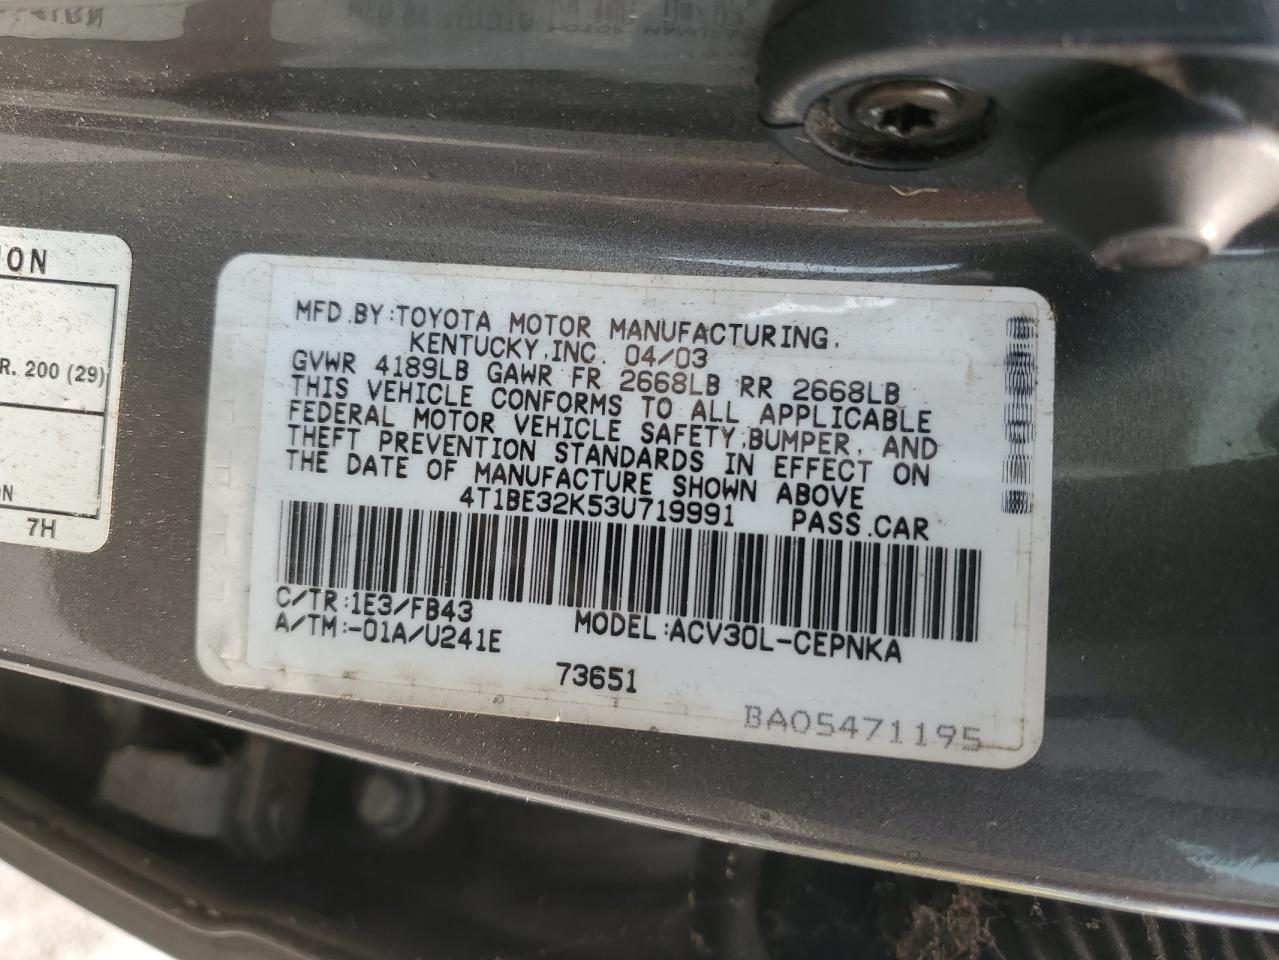 ION
R. 200 (29)
ON
7H
MFD.BY:TOYOTA MOTOR MANUFACTURING,
KENTUCKY,INC. 04/03
GVWR 4189LB GAWR FR 2668LB RR 2668LB
THIS VEHICLE CONFORMS TO ALL APPLICABLE
FEDERAL MOTOR VEHICLE SAFETY,BUMPER, AND
THEFT PREVENTION STANDARDS IN EFFECT ON
THE DATE OF MANUFACTURE SHOWN ABOVE
4T1BE32K53U719991 PASS.CAR
C/TR:1E3/FB43
A/TM:-01A/U241E
MODEL:ACV30L-CEPNKA
73651
BA05471195